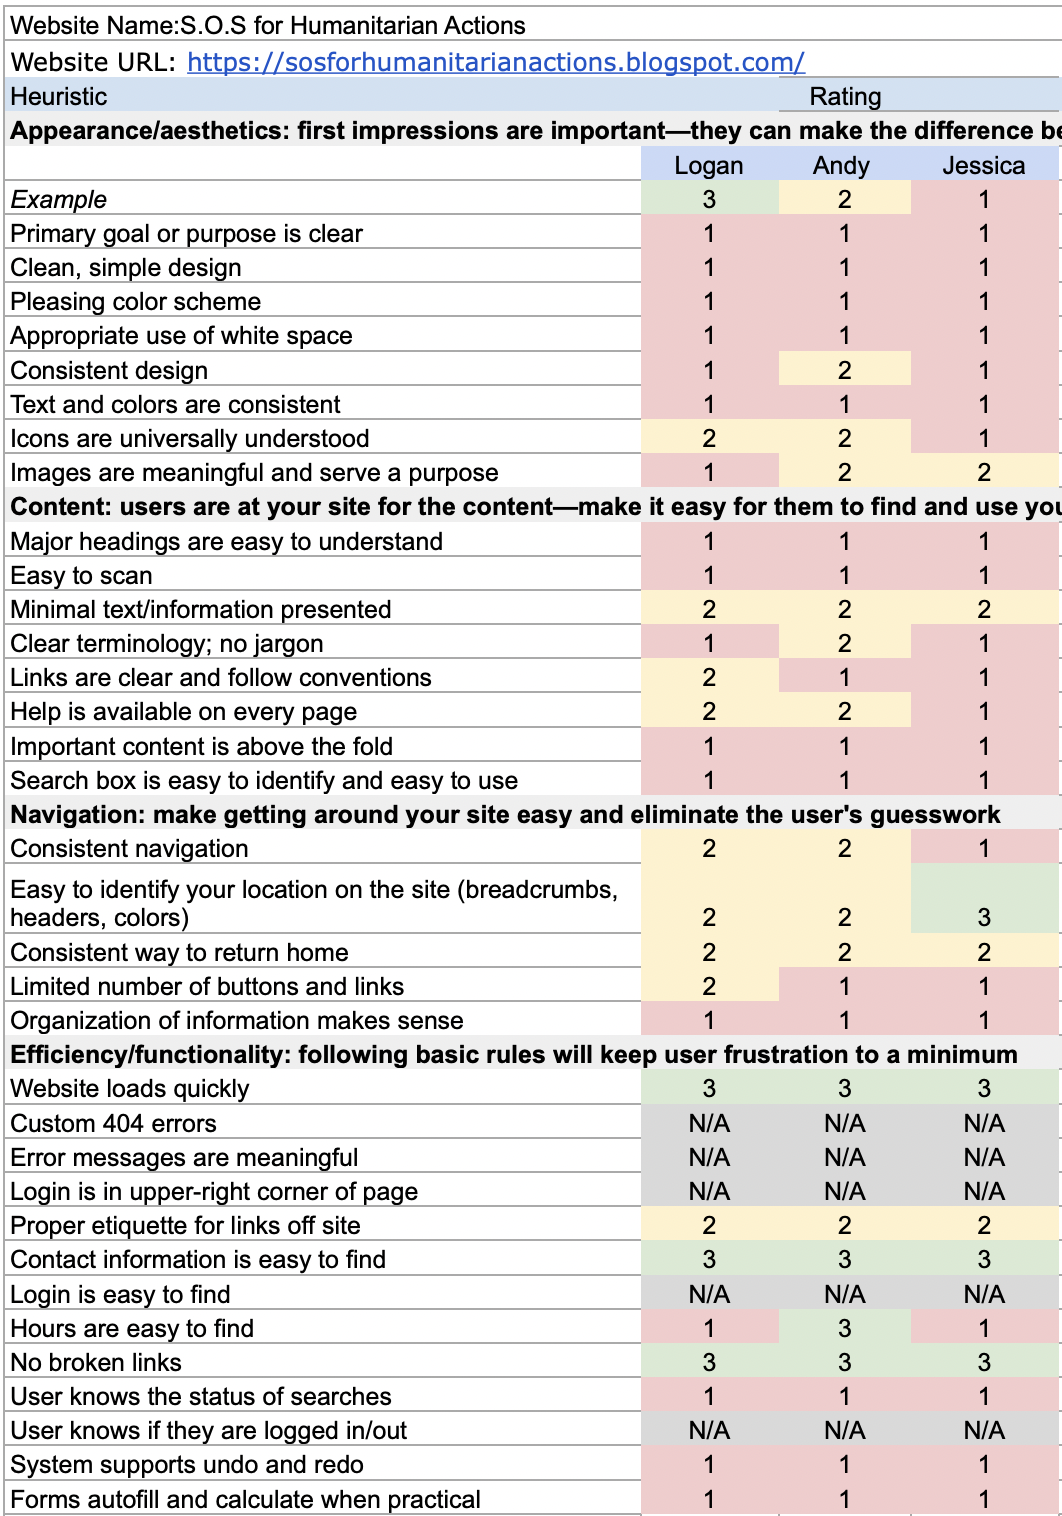 Website Name:S.O.S for Humanitarian Actions
Website URL: https://sosforhumanitarianactions.blogspot.com/
Heuristic Rating
Appearance/aesthetics: first impressions are important—they can make the difference be
Logan Andy Jessica
Example 3 2 1
Primary goal or purpose is clear 1 1 1
Clean, simple design 1 1 1
Pleasing color scheme 1 1 1
Appropriate use of white space 1 1 1
Consistent design 1 2 1
Text and colors are consistent 1 1 1
Icons are universally understood 2 2 1
Images are meaningful and serve a purpose 1 2 2
Content: users are at your site for the content—make it easy for them to find and use you
Major headings are easy to understand 1 1 1
Easy to scan 1 1 1
Minimal text/information presented 2 2 2
Clear terminology; no jargon 1 2 1
Links are clear and follow conventions 2 1 1
Help is available on every page 2 2 1
Important content is above the fold 1 1 1
Search box is easy to identify and easy to use 1 1 1
Navigation: make getting around your site easy and eliminate the user's guesswork
Consistent navigation 2 2 1
Easy to identify your location on the site (breadcrumbs,
headers, colors) 2 2 3
Consistent way to return home 2 2 2
Limited number of buttons and links 2 1 1
Organization of information makes sense 1 1 1
Efficiency/functionality: following basic rules will keep user frustration to a minimum
Website loads quickly 3 3 3
Custom 404 errors N/A N/A N/A
Error messages are meaningful N/A N/A N/A
Login is in upper-right corner of page N/A N/A N/A
Proper etiquette for links off site 2 2 2
Contact information is easy to find 3 3 3
Login is easy to find N/A N/A N/A
Hours are easy to find 1 3 1
No broken links 3 3 3
User knows the status of searches 1 1 1
User knows if they are logged in/out N/A N/A N/A
System supports undo and redo 1 1 1
Forms autofill and calculate when practical 1 1 1